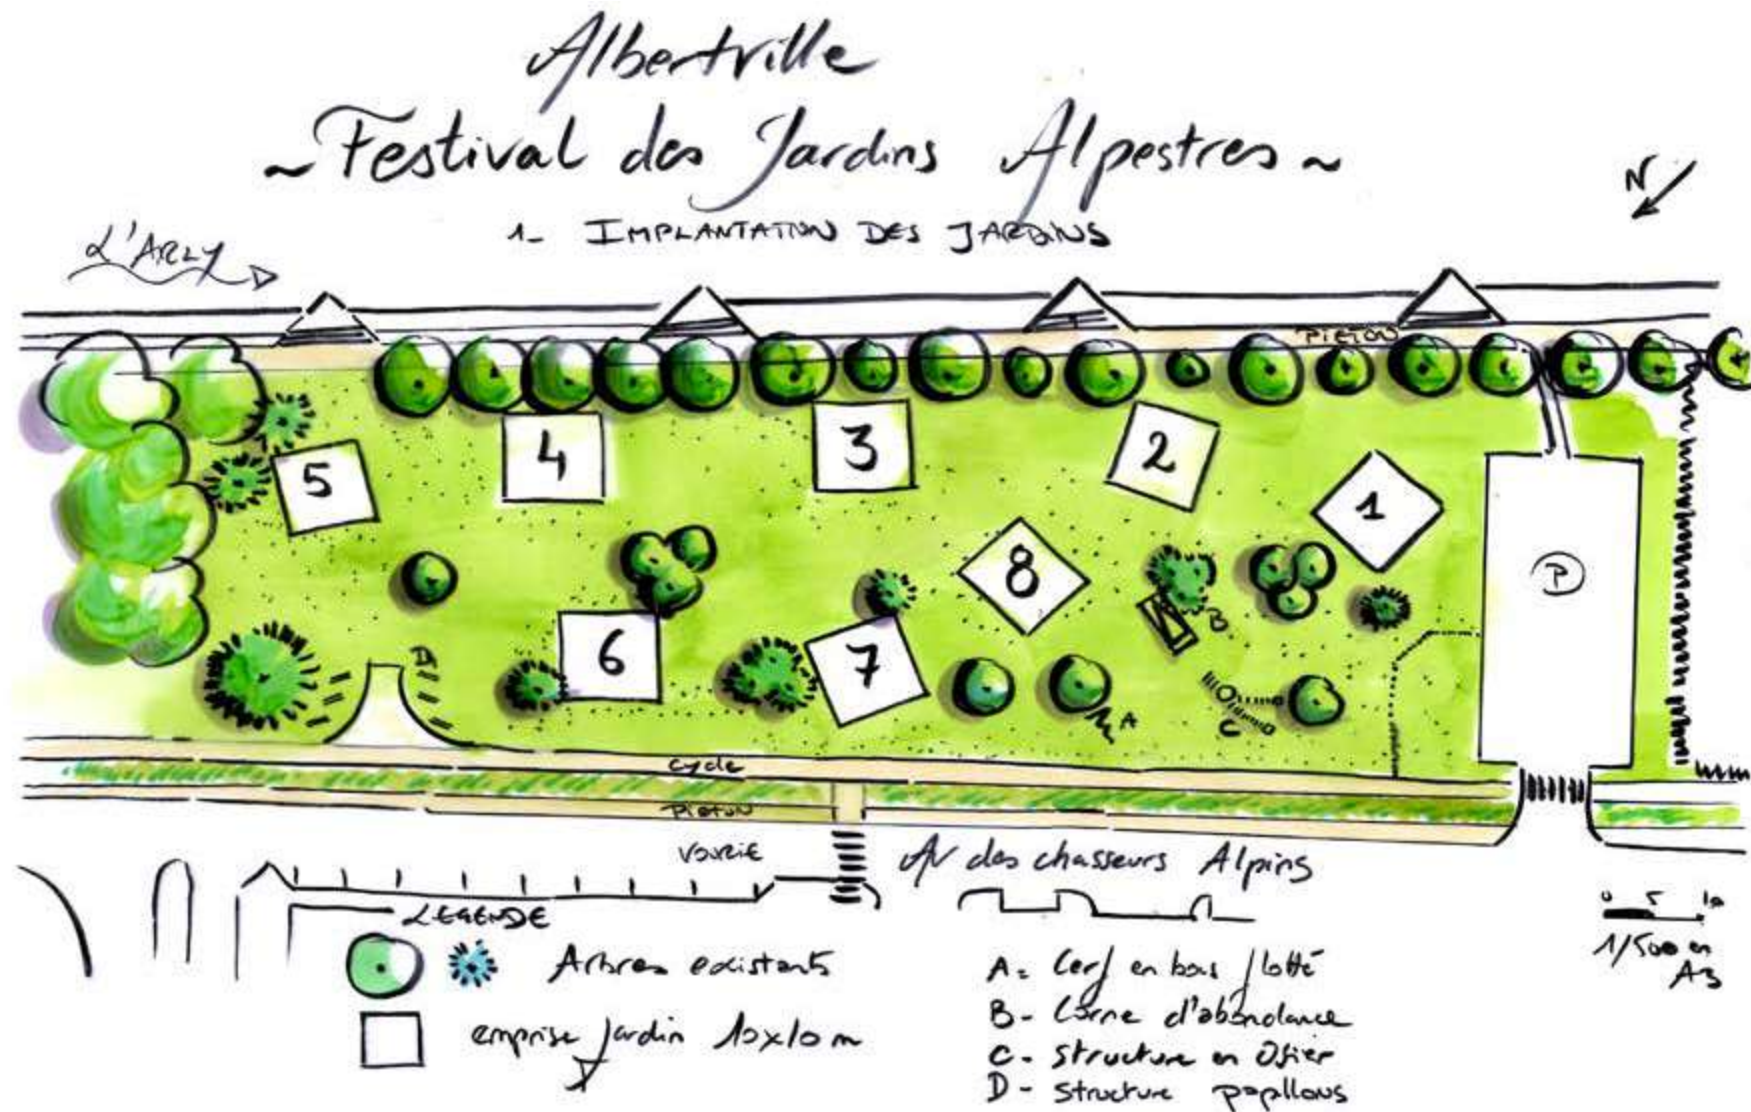 Albertville
~ Festival des Jardins Alpestres ~
1- IMPLANTATION DES JARDINS
N
L'ARLY
PIETON
5
4
3
2
1
8
6
7
P
B
D
A
C
cycle
PIETON
VOIRIE
Av des chasseurs Alpins
LEGENDE
Arbres existants
emprise jardin 10x10m
A- Cerf en bois flotté
B- Corne d'abondance
C- structure en Osier
D- structure papillons
0 5 10
1/500 en
A3